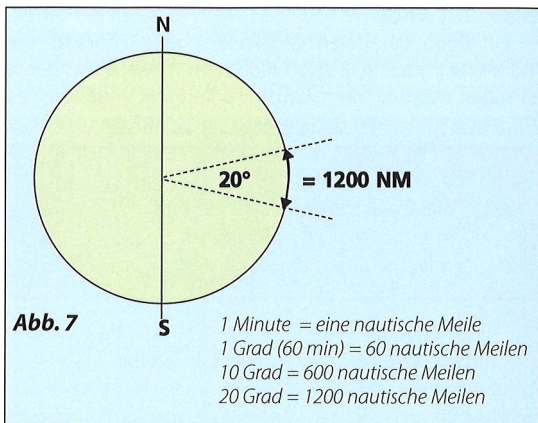 N
20° = 1200 NM
Abb. 7
S
1 Minute = eine nautische Meile
1 Grad (60 min) = 60 nautische Meilen
10 Grad = 600 nautische Meilen
20 Grad = 1200 nautische Meilen